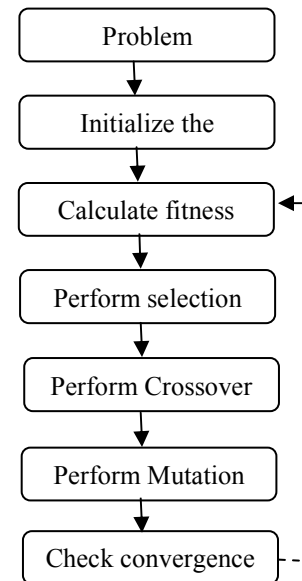 Problem
Initialize the
Calculate fitness
Perform selection
Perform Crossover
Perform Mutation
Check convergence